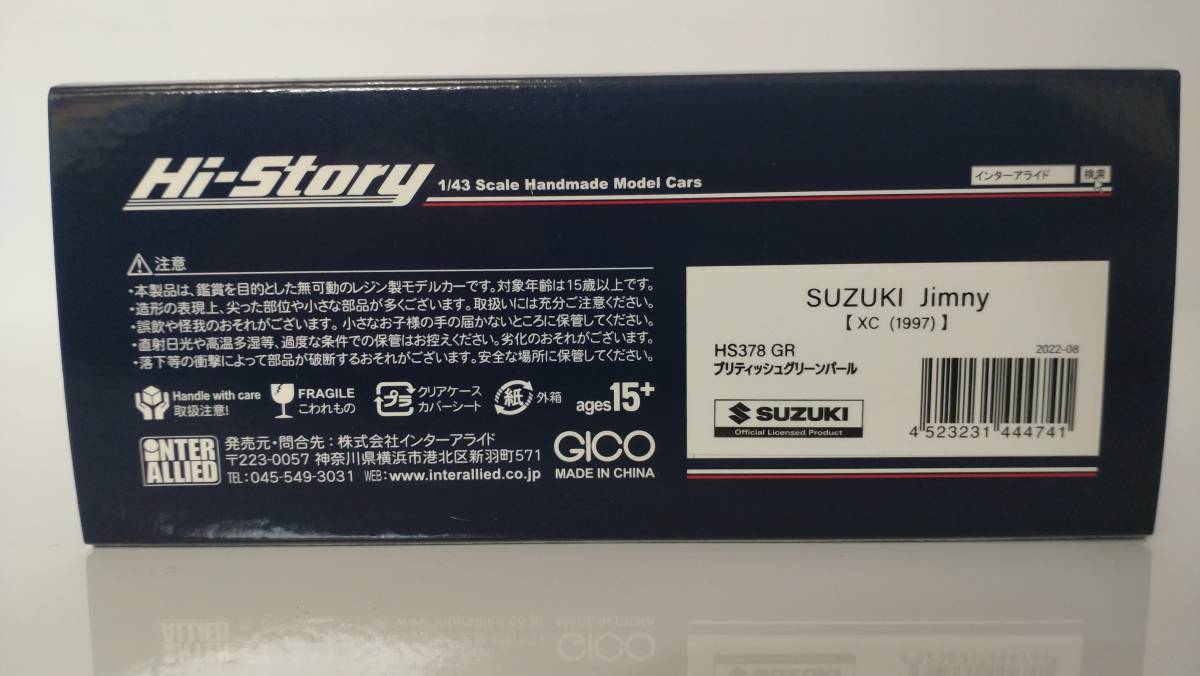 Hi-Story
1/43 Scale Handmade Model Cars
インターアライド 検索
注意
・本製品は、鑑賞を目的とした無可動のレジン製モデルカーです。対象年齢は15歳以上です。
・造形の表現上、尖った部位や小さな部品が多くございます。取扱いには充分ご注意ください。
・誤飲や怪我のおそれがございます。小さなお子様の手の届かないところに保管してください。
・直射日光や高温多湿等、過度な条件での保管はお控えください。劣化のおそれがございます。
・落下等の衝撃によって部品が破断するおそれがございます。安全な場所に保管してください。
Handle with care
取扱注意!
FRAGILE
こわれもの
プラ
クリアケース
カバーシート
紙
外箱
ages15+
INTER
ALLIED
発売元・問合先:株式会社インターアライド
〒223-0057 神奈川県横浜市港北区新羽町571
TEL:045-549-3031 WEB:www.interallied.co.jp
GICO
MADE IN CHINA
SUZUKI Jimny
【 XC (1997) 】
HS378 GR
2022-08
ブリティッシュグリーンパール
SUZUKI
Official Licensed Product
4 523231 444741